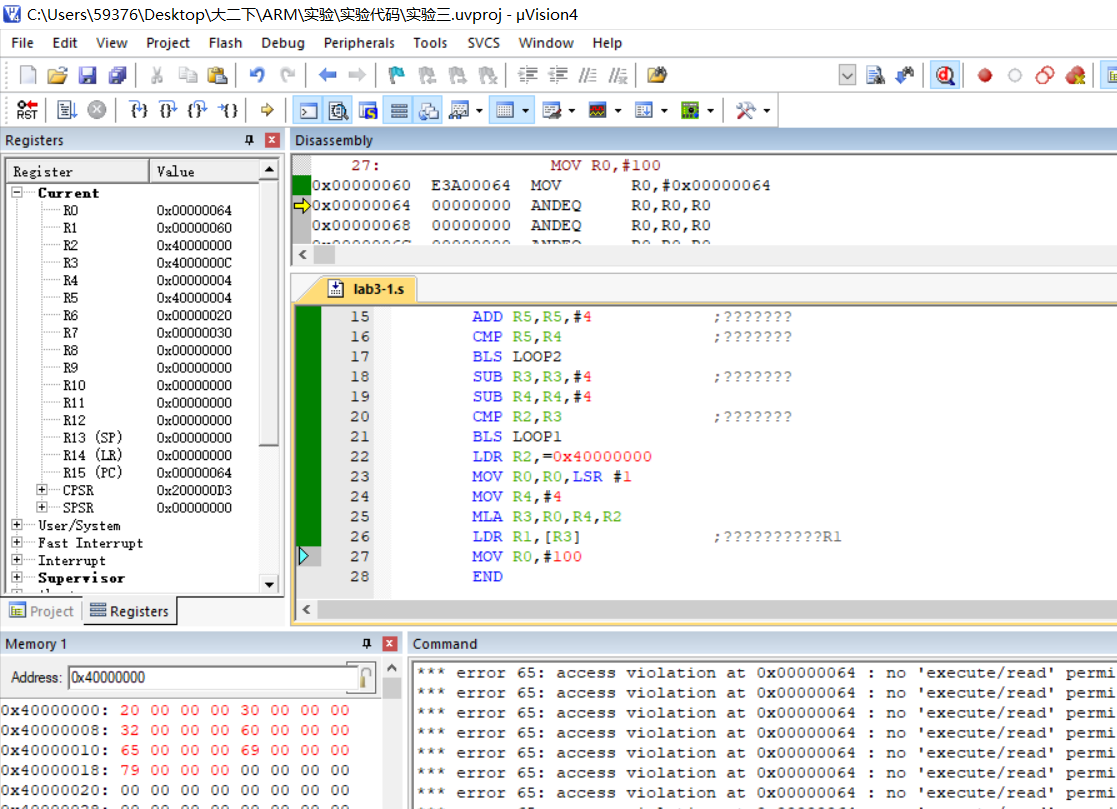 C:\Users\59376\Desktop\大二下\ARM\实验\实验代码\实验三.uvproj - µVision4
File Edit View Project Flash Debug Peripherals Tools SVCS Window Help
Registers
Register Value
Current
R0 0x00000064
R1 0x00000060
R2 0x40000000
R3 0x4000000C
R4 0x00000004
R5 0x40000004
R6 0x00000020
R7 0x00000030
R8 0x00000000
R9 0x00000000
R10 0x00000000
R11 0x00000000
R12 0x00000000
R13 (SP) 0x00000000
R14 (LR) 0x00000000
R15 (PC) 0x00000064
CPSR 0x200000D3
SPSR 0x00000000
User/System
Fast Interrupt
Interrupt
Supervisor
Project Registers
Disassembly
27: MOV R0,#100
0x00000060 E3A00064 MOV R0,#0x00000064
0x00000064 00000000 ANDEQ R0,R0,R0
0x00000068 00000000 ANDEQ R0,R0,R0
lab3-1.s
15 ADD R5,R5,#4 ;???????
16 CMP R5,R4 ;???????
17 BLS LOOP2
18 SUB R3,R3,#4 ;???????
19 SUB R4,R4,#4
20 CMP R2,R3 ;???????
21 BLS LOOP1
22 LDR R2,=0x40000000
23 MOV R0,R0,LSR #1
24 MOV R4,#4
25 MLA R3,R0,R4,R2
26 LDR R1,[R3] ;??????????R1
27 MOV R0,#100
28 END
Memory 1
Address: 0x40000000
0x40000000: 20 00 00 00 30 00 00 00
0x40000008: 32 00 00 00 60 00 00 00
0x40000010: 65 00 00 00 69 00 00 00
0x40000018: 79 00 00 00 00 00 00 00
0x40000020: 00 00 00 00 00 00 00 00
Command
*** error 65: access violation at 0x00000064 : no 'execute/read' permi
*** error 65: access violation at 0x00000064 : no 'execute/read' permi
*** error 65: access violation at 0x00000064 : no 'execute/read' permi
*** error 65: access violation at 0x00000064 : no 'execute/read' permi
*** error 65: access violation at 0x00000064 : no 'execute/read' permi
*** error 65: access violation at 0x00000064 : no 'execute/read' permi
*** error 65: access violation at 0x00000064 : no 'execute/read' permi